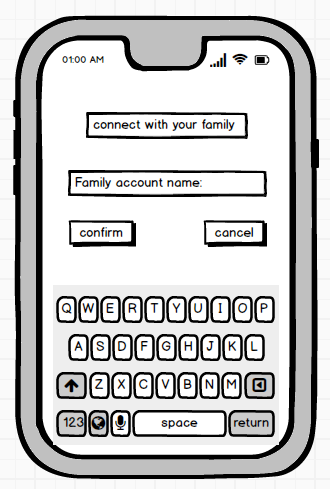 01:00 AM
connect with your family
Family account name:
confirm cancel
Q W E R T Y U I O P
A S D F G H J K L
Z X C V B N M
123 space return